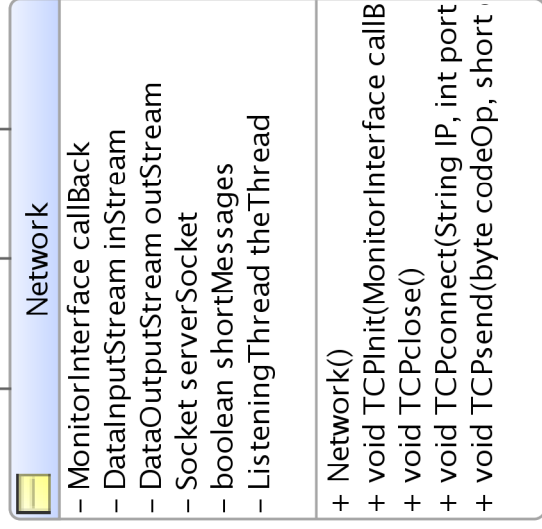 Network
– MonitorInterface callBack
– DataInputStream inStream
– DataOutputStream outStream
– Socket serverSocket
– boolean shortMessages
– ListeningThread theThread
+ Network()
+ void TCPInit(MonitorInterface callB
+ void TCPclose()
+ void TCPconnect(String IP, int port
+ void TCPsend(byte codeOp, short